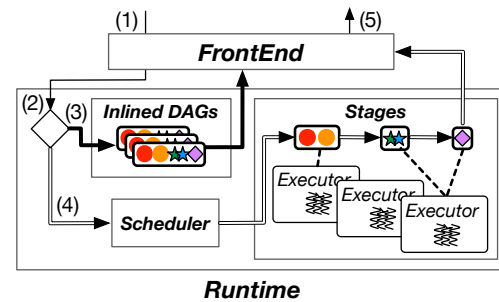 (1)
(5)
FrontEnd
(2)
(3)
Inlined DAGs
Stages
(4)
Scheduler
Executor
Executor
Executor
Runtime